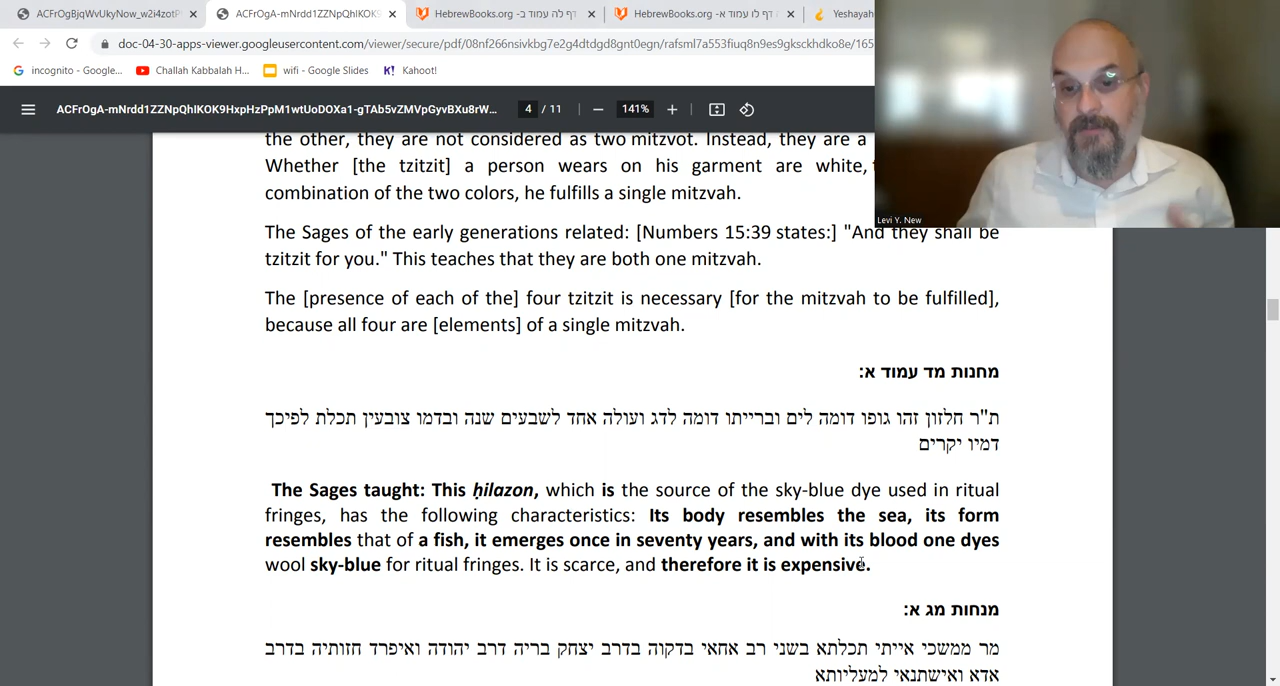 ACFrOgBjqWvUkyNow_w2i4zotP
ACFrOgA-mNrdd1ZZNpQhIKOK9
HebrewBooks.org -דף לה עמוד ב
HebrewBooks.org -דף לו עמוד א
Yeshayah
doc-04-30-apps-viewer.googleusercontent.com/viewer/secure/pdf/08nf266nsivkbg7e2g4dtdgd8gnt0egn/rafsml7a553fiuq8n9es9gksckhdko8e/165
incognito - Google...
Challah Kabbalah H...
wifi - Google Slides
Kahoot!
ACFrOgA-mNrdd1ZZNpQhIKOK9HxpHzPpM1wtUoDOXa1-gTAb5vZMVpGyvBXu8rW...
4 / 11
141%
Levi Y. New
the other, they are not considered as two mitzvot. Instead, they are a
Whether [the tzitzit] a person wears on his garment are white,
combination of the two colors, he fulfills a single mitzvah.
The Sages of the early generations related: [Numbers 15:39 states:] "And they shall be
tzitzit for you." This teaches that they are both one mitzvah.
The [presence of each of the] four tzitzit is necessary [for the mitzvah to be fulfilled],
because all four are [elements] of a single mitzvah.
מחנות מד עמוד א:
ת"ר חלזון זהו גופו דומה לים וברייתו דומה לדג ועולה אחד לשבעים שנה ובדמו צובעין תכלת לפיכך
דמיו יקרים
The Sages taught: This ḥilazon, which is the source of the sky-blue dye used in ritual
fringes, has the following characteristics: Its body resembles the sea, its form
resembles that of a fish, it emerges once in seventy years, and with its blood one dyes
wool sky-blue for ritual fringes. It is scarce, and therefore it is expensive.
מנחות מג א:
מר ממשכי אייתי תכלתא בשני רב אחאי בדקוה בדרב יצחק בריה דרב יהודה ואיפרד חזותיה בדרב
אדא ואישתנאי למעליותא